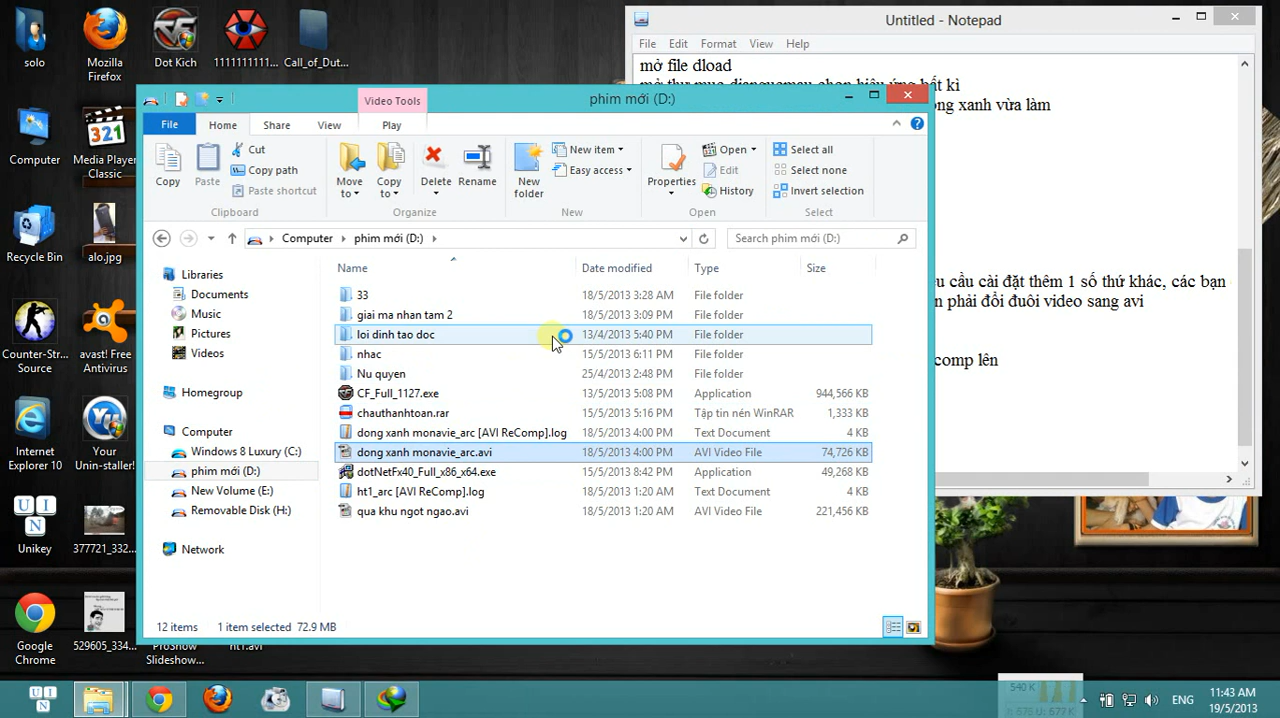 solo
Mozilla
Firefox
Dot Kich
1111111111...
Call_of_Dut...
Computer
321
Media Player
Classic
Recycle Bin
alo.jpg
Counter-Str...
Source
avast! Free
Antivirus
Internet
Explorer 10
Your
Unin-staller!
U I
N
Unikey
377721_332...
Google
Chrome
529605_334...
ProShow
Slideshow...
ht1.avi
Untitled - Notepad
File Edit Format View Help
mở file dload
ong xanh vừa làm
êu cầu cài đặt thêm 1 số thứ khác, các bạn
n phải đổi đuôi video sang avi
comp lên
Video Tools
phim mới (D:)
File Home Share View Play
Copy
Paste
Cut
Copy path
Paste shortcut
Clipboard
Move
to
Copy
to
Delete
Rename
Organize
New
folder
New item
Easy access
New
Properties
Open
Edit
History
Open
Select all
Select none
Invert selection
Select
Computer phim mới (D:)
Search phim mới (D:)
Libraries
Documents
Music
Pictures
Videos
Homegroup
Computer
Windows 8 Luxury (C:)
phim mới (D:)
New Volume (E:)
Removable Disk (H:)
Network
Name Date modified Type Size
33 18/5/2013 3:28 AM File folder
giai ma nhan tam 2 18/5/2013 3:09 PM File folder
loi dinh tao doc 13/4/2013 5:40 PM File folder
nhac 15/5/2013 6:11 PM File folder
Nu quyen 25/4/2013 2:48 PM File folder
CF_Full_1127.exe 13/5/2013 5:08 PM Application 944,566 KB
chauthanhtoan.rar 15/5/2013 5:16 PM Tập tin nén WinRAR 1,333 KB
dong xanh monavie_arc [AVI ReComp].log 18/5/2013 4:00 PM Text Document 4 KB
dong xanh monavie_arc.avi 18/5/2013 4:00 PM AVI Video File 74,726 KB
dotNetFx40_Full_x86_x64.exe 15/5/2013 8:42 PM Application 49,268 KB
ht1_arc [AVI ReComp].log 18/5/2013 1:20 AM Text Document 4 KB
qua khu ngot ngao.avi 18/5/2013 1:20 AM AVI Video File 221,456 KB
12 items 1 item selected 72.9 MB
U I
N
ENG
11:43 AM
19/5/2013